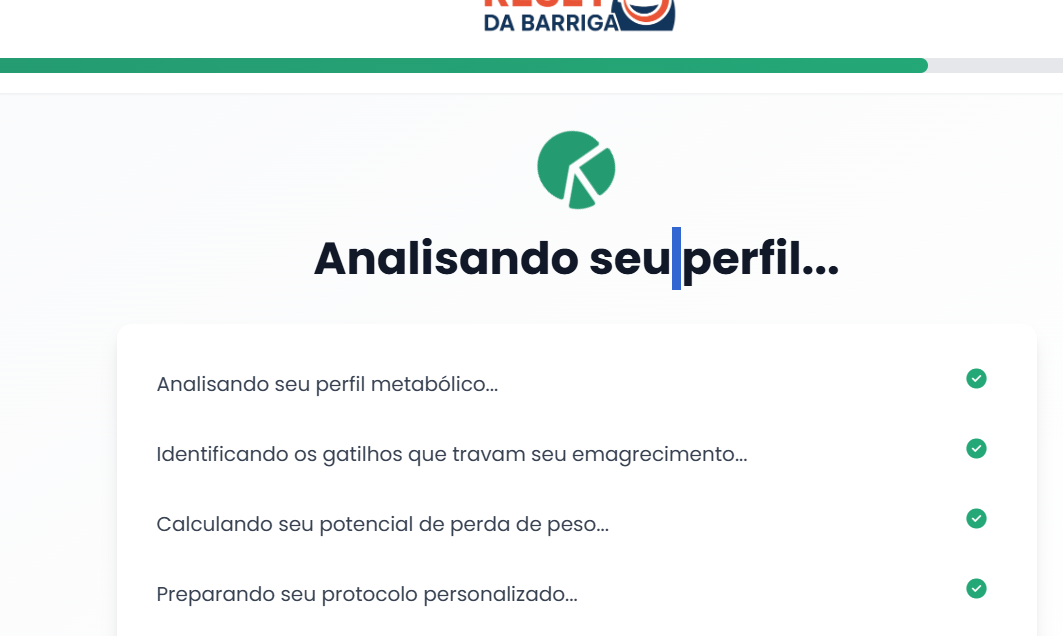 RESET
DA BARRIGA
Analisando seu perfil...
Analisando seu perfil metabólico...
Identificando os gatilhos que travam seu emagrecimento...
Calculando seu potencial de perda de peso...
Preparando seu protocolo personalizado...